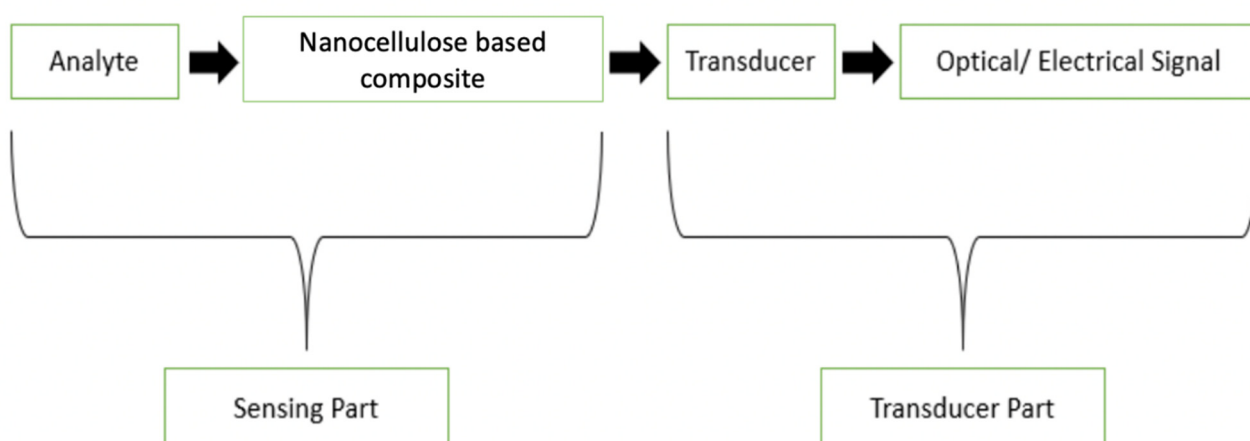 Analyte
Nanocellulose based
composite
Transducer
Optical/ Electrical Signal
Sensing Part
Transducer Part